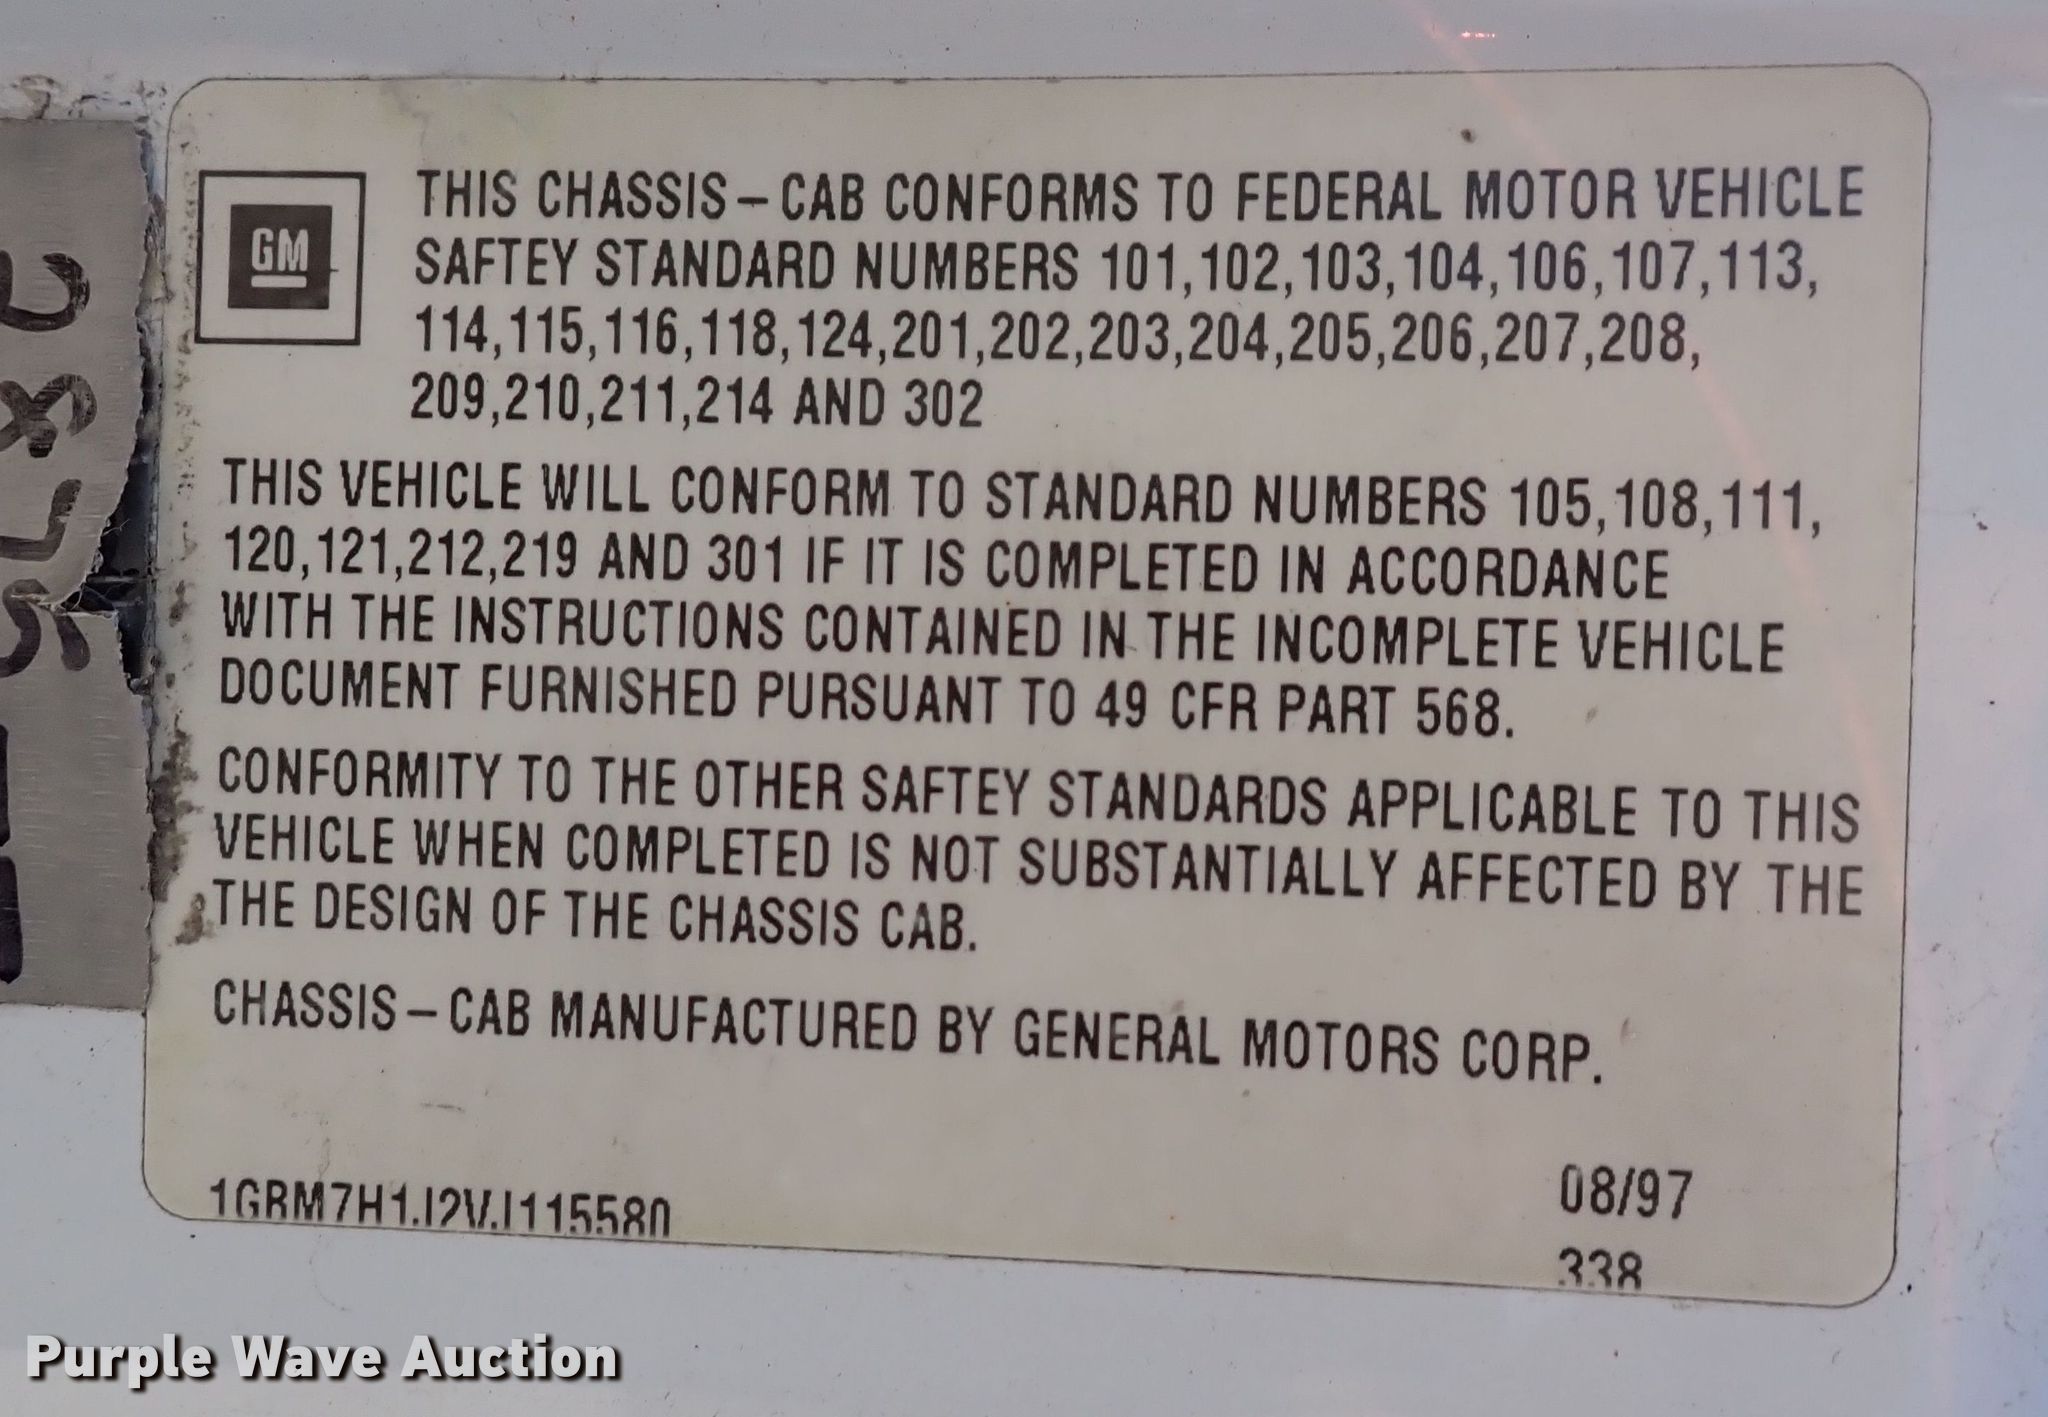 GM
THIS CHASSIS-CAB CONFORMS TO FEDERAL MOTOR VEHICLE
SAFTEY STANDARD NUMBERS 101,102,103,104,106,107,113,
114,115,116,118,124,201,202,203,204,205,206,207,208,
209,210,211,214 AND 302
THIS VEHICLE WILL CONFORM TO STANDARD NUMBERS 105,108,111,
120,121,212,219 AND 301 IF IT IS COMPLETED IN ACCORDANCE
WITH THE INSTRUCTIONS CONTAINED IN THE INCOMPLETE VEHICLE
DOCUMENT FURNISHED PURSUANT TO 49 CFR PART 568.
CONFORMITY TO THE OTHER SAFTEY STANDARDS APPLICABLE TO THIS
VEHICLE WHEN COMPLETED IS NOT SUBSTANTIALLY AFFECTED BY THE
THE DESIGN OF THE CHASSIS CAB.
CHASSIS-CAB MANUFACTURED BY GENERAL MOTORS CORP.
1GBM7H1J2VJ115580
08/97
338
Purple Wave Auction